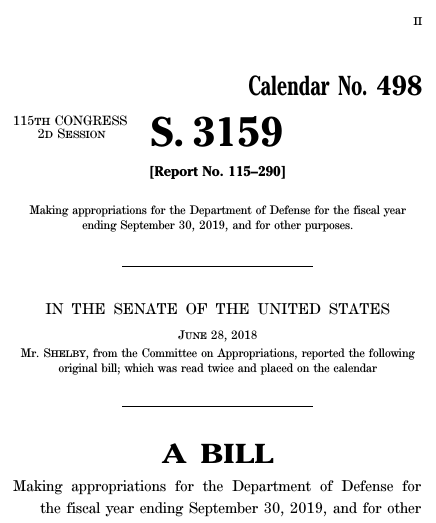 II
Calendar No. 498
115TH CONGRESS
2D SESSION
S. 3159
[Report No. 115–290]
Making appropriations for the Department of Defense for the fiscal year
ending September 30, 2019, and for other purposes.
IN THE SENATE OF THE UNITED STATES
JUNE 28, 2018
Mr. SHELBY, from the Committee on Appropriations, reported the following
original bill; which was read twice and placed on the calendar
A BILL
Making appropriations for the Department of Defense for
the fiscal year ending September 30, 2019, and for other